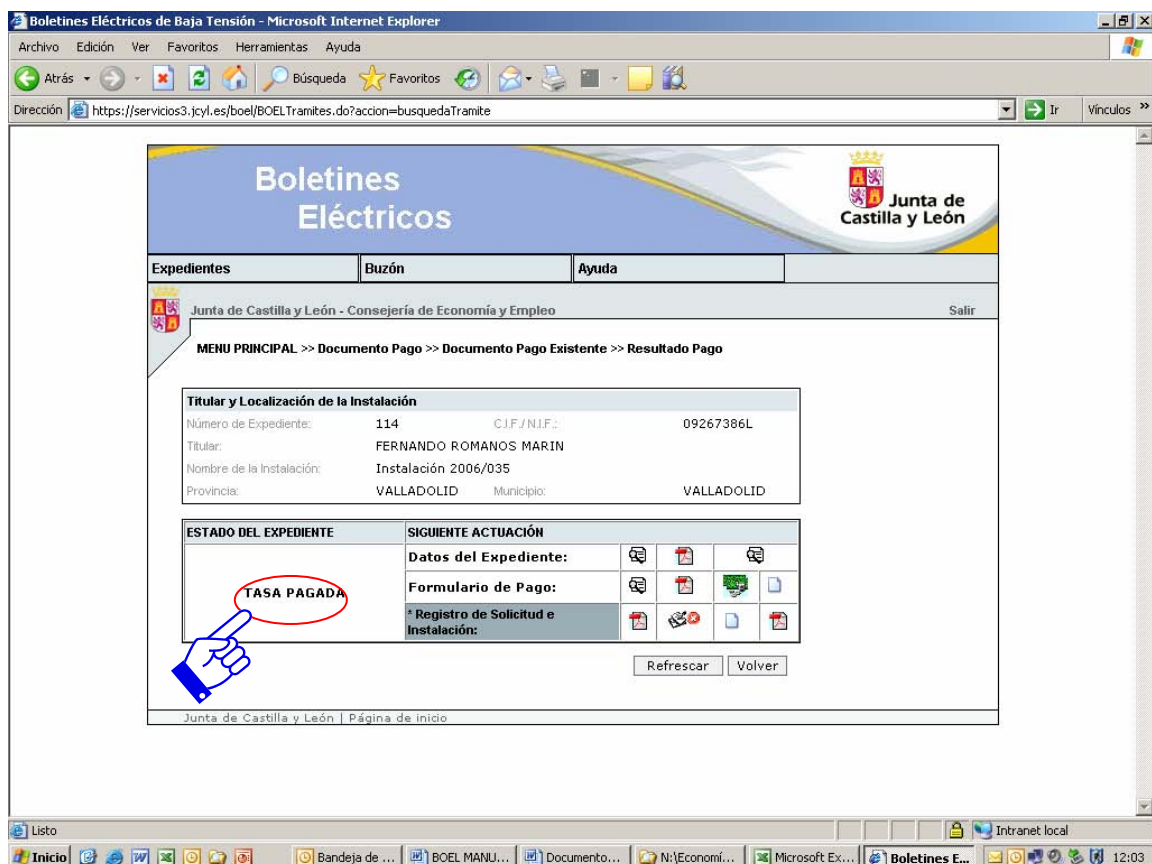 Boletines Eléctricos de Baja Tensión - Microsoft Internet Explorer
Archivo Edición Ver Favoritos Herramientas Ayuda
Atrás Búsqueda Favoritos
Dirección https://servicios3.jcyl.es/boel/BOELTramites.do?accion=busquedaTramite Ir Vínculos »
Boletines
Eléctricos
Junta de
Castilla y León
Expedientes Buzón Ayuda
Junta de Castilla y León - Consejería de Economía y Empleo Salir
MENU PRINCIPAL >> Documento Pago >> Documento Pago Existente >> Resultado Pago
Titular y Localización de la Instalación
Número de Expediente: 114 C.I.F./N.I.F.: 09267386L
Titular: FERNANDO ROMANOS MARIN
Nombre de la Instalación: Instalación 2006/035
Provincia: VALLADOLID Municipio: VALLADOLID
ESTADO DEL EXPEDIENTE SIGUIENTE ACTUACIÓN
Datos del Expediente:
TASA PAGADA Formulario de Pago:
* Registro de Solicitud e
Instalación:
Refrescar Volver
Junta de Castilla y León | Página de inicio
Listo Intranet local
Inicio Bandeja de ... BOEL MANU... Documento... N:\Economí... Microsoft Ex... Boletines E... 12:03